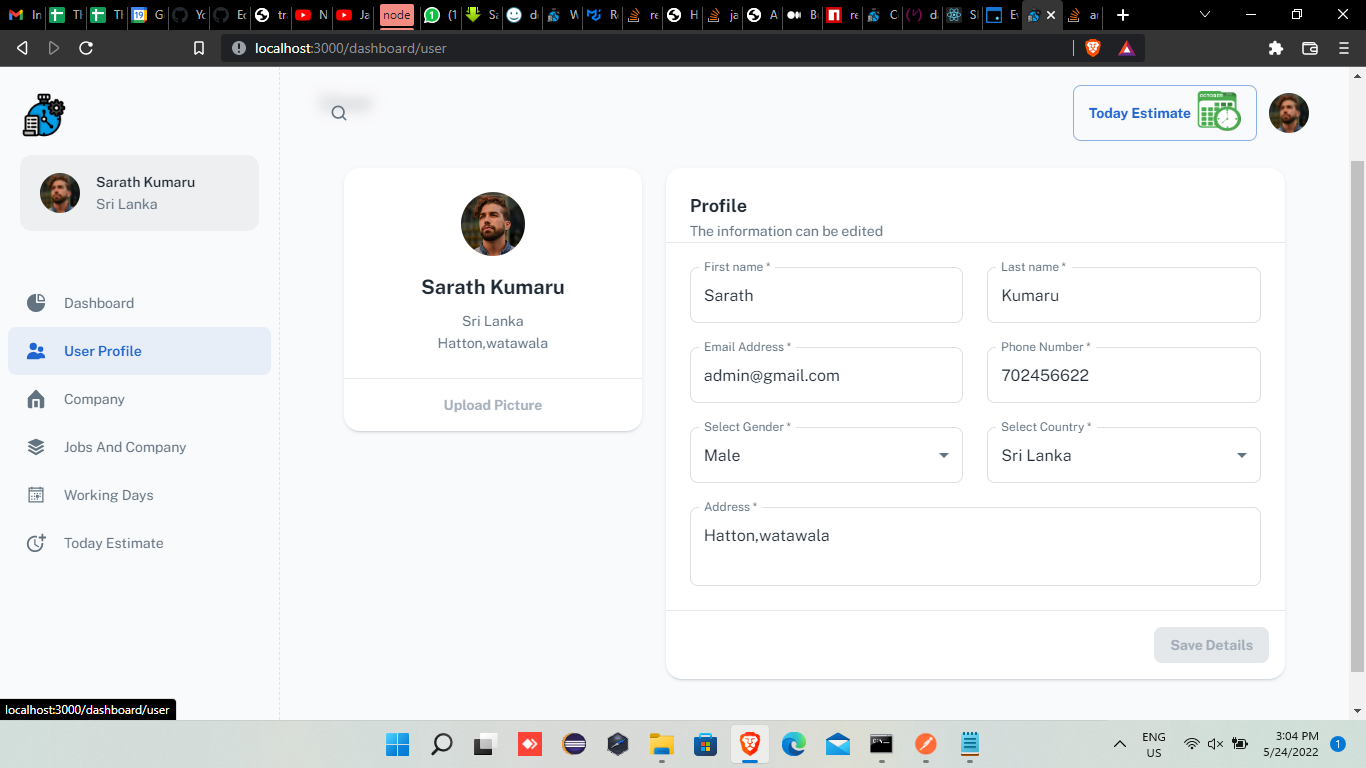 In
Tl
Tl
19
G
Yo
Ec
tra
N
Ja
node
1
(1
Sa
d
W
R
re
H
ja
S
A
B
re
C
d
SI
Ev
d
a
localhost:3000/dashboard/user
OCTOBER
Today Estimate
Sarath Kumaru
Sri Lanka
Dashboard
User Profile
Company
Jobs And Company
Working Days
Today Estimate
Sarath Kumaru
Sri Lanka
Hatton,watawala
Upload Picture
Profile
The information can be edited
First name *
Sarath
Last name *
Kumaru
Email Address *
admin@gmail.com
Phone Number *
702456622
Select Gender *
Male
Select Country *
Sri Lanka
Address *
Hatton,watawala
Save Details
localhost:3000/dashboard/user
ENG
US
3:04 PM
5/24/2022
1